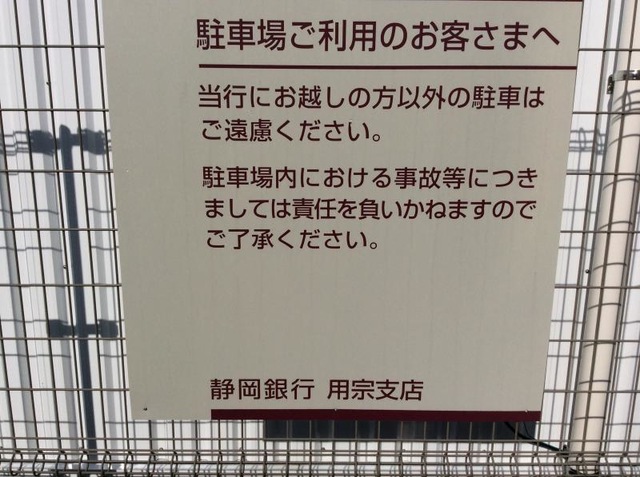 駐車場ご利用のお客さまへ
当行にお越しの方以外の駐車は
ご遠慮ください。
駐車場内における事故等につき
ましては責任を負いかねますので
ご了承ください。
静岡銀行 用宗支店